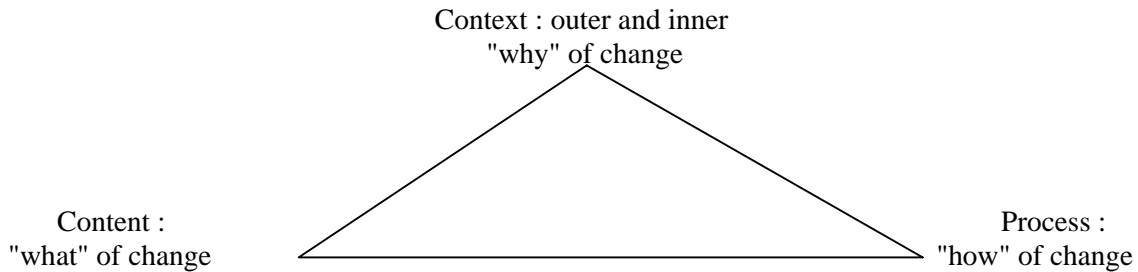 Context : outer and inner
"why" of change
Content :
"what" of change
Process :
"how" of change